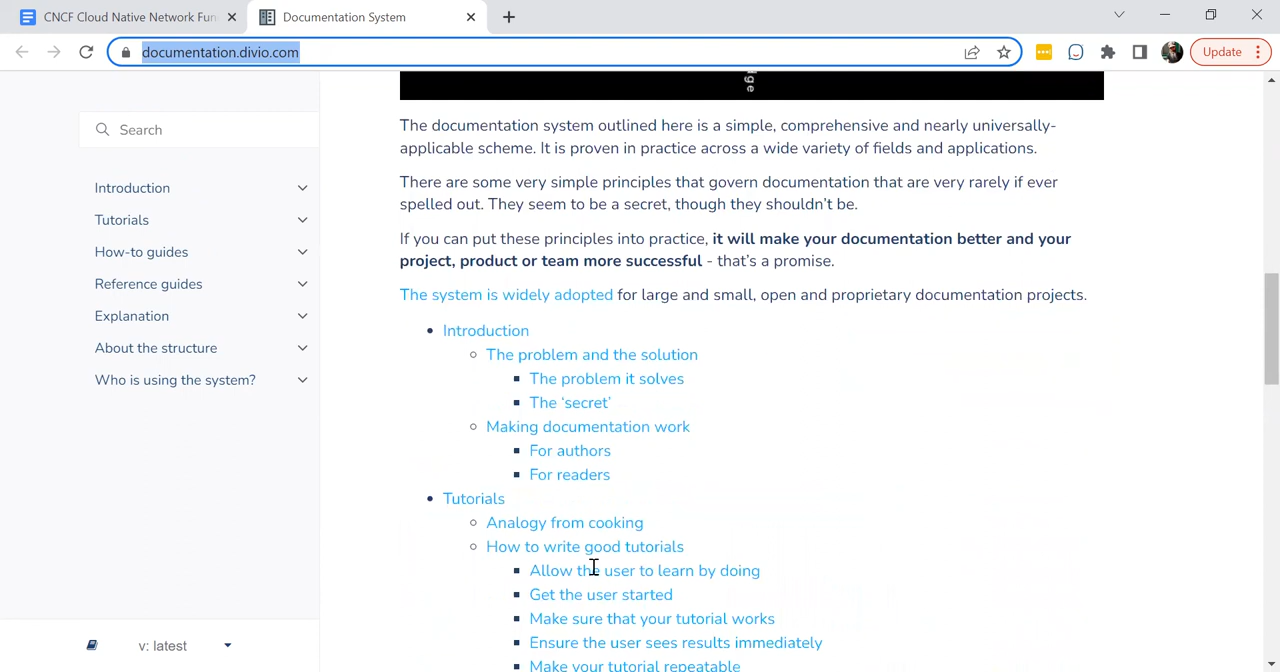 CNCF Cloud Native Network Fun
Documentation System
documentation.divio.com
Update
ge
Search
Introduction
Tutorials
How-to guides
Reference guides
Explanation
About the structure
Who is using the system?
v: latest
The documentation system outlined here is a simple, comprehensive and nearly universally-
applicable scheme. It is proven in practice across a wide variety of fields and applications.
There are some very simple principles that govern documentation that are very rarely if ever
spelled out. They seem to be a secret, though they shouldn't be.
If you can put these principles into practice, it will make your documentation better and your
project, product or team more successful - that's a promise.
The system is widely adopted for large and small, open and proprietary documentation projects.
• Introduction
◦ The problem and the solution
▪ The problem it solves
▪ The ‘secret’
◦ Making documentation work
▪ For authors
▪ For readers
• Tutorials
◦ Analogy from cooking
◦ How to write good tutorials
▪ Allow the user to learn by doing
▪ Get the user started
▪ Make sure that your tutorial works
▪ Ensure the user sees results immediately
▪ Make your tutorial repeatable